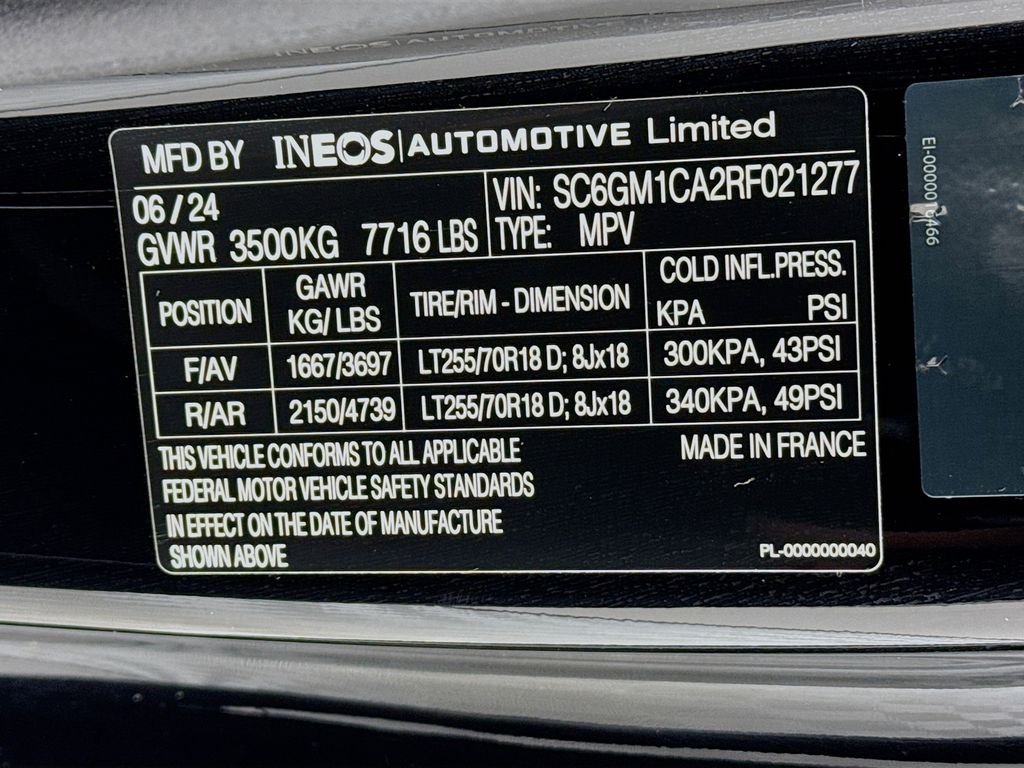 INEOS AUTOMOTIVE
MFD BY INEOS AUTOMOTIVE Limited
06/24
VIN: SC6GM1CA2RF021277
GVWR 3500KG 7716 LBS
TYPE: MPV
POSITION
GAWR
KG/LBS
TIRE/RIM - DIMENSION
COLD INFL.PRESS.
KPA PSI
F/AV 1667/3697 LT255/70R18 D; 8Jx18 300KPA, 43PSI
R/AR 2150/4739 LT255/70R18 D; 8Jx18 340KPA, 49PSI
THIS VEHICLE CONFORMS TO ALL APPLICABLE
FEDERAL MOTOR VEHICLE SAFETY STANDARDS
IN EFFECT ON THE DATE OF MANUFACTURE
SHOWN ABOVE
MADE IN FRANCE
PL-0000000040